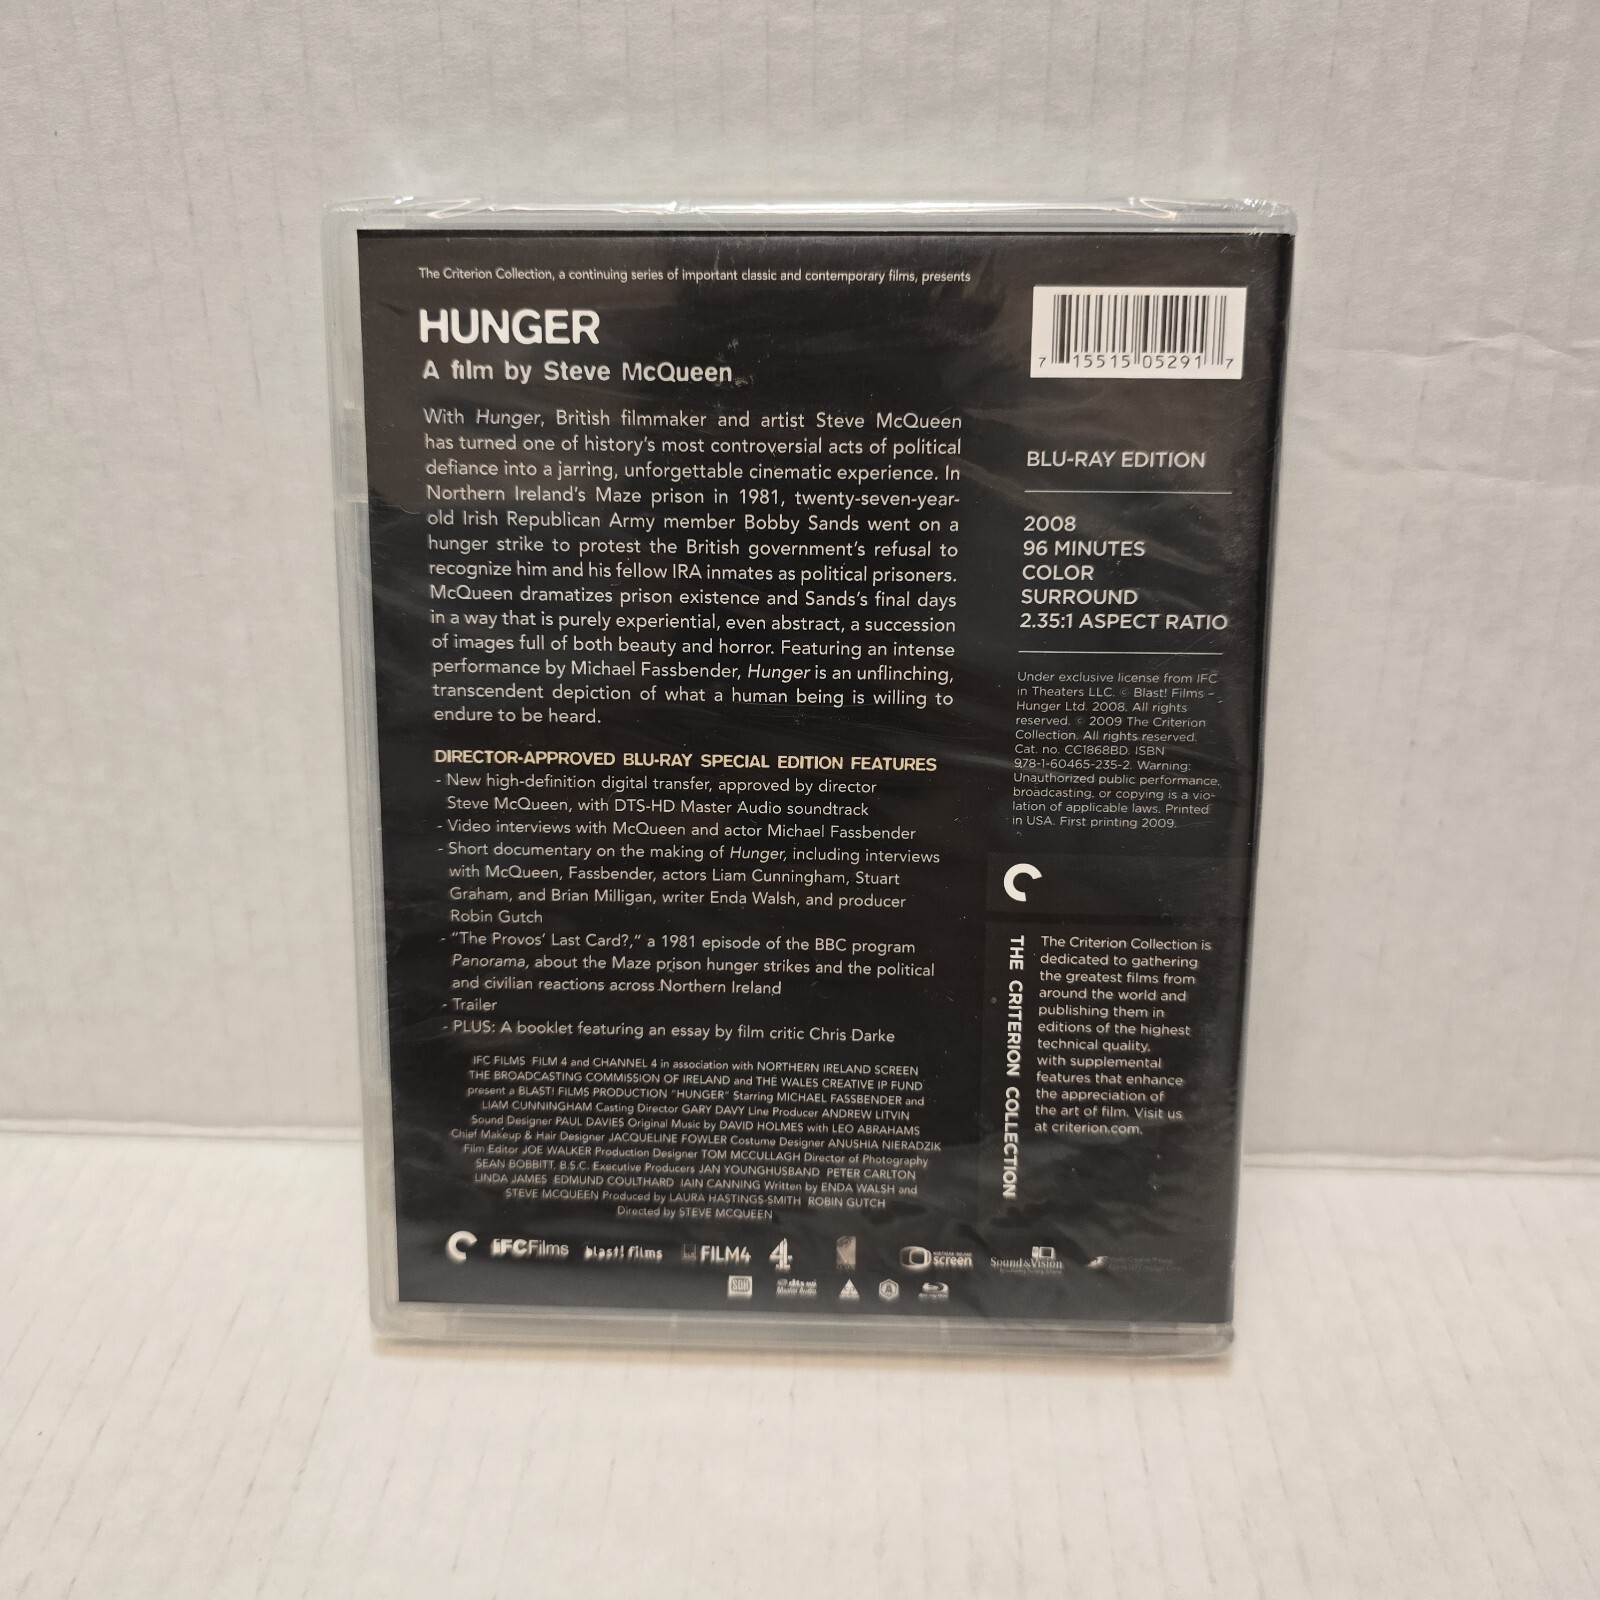 The Criterion Collection, a continuing series of important classic and contemporary films, presents
HUNGER
A film by Steve McQueen
With Hunger, British filmmaker and artist Steve McQueen
has turned one of history's most controversial acts of political
defiance into a jarring, unforgettable cinematic experience. In
Northern Ireland's Maze prison in 1981, twenty-seven-year-
old Irish Republican Army member Bobby Sands went on a
hunger strike to protest the British government's refusal to
recognize him and his fellow IRA inmates as political prisoners.
McQueen dramatizes prison existence and Sands's final days
in a way that is purely experiential, even abstract, a succession
of images full of both beauty and horror. Featuring an intense
performance by Michael Fassbender, Hunger is an unflinching,
transcendent depiction of what a human being is willing to
endure to be heard.
DIRECTOR-APPROVED BLU-RAY SPECIAL EDITION FEATURES
- New high-definition digital transfer, approved by director
Steve McQueen, with DTS-HD Master Audio soundtrack
- Video interviews with McQueen and actor Michael Fassbender
- Short documentary on the making of Hunger, including interviews
with McQueen, Fassbender, actors Liam Cunningham, Stuart
Graham, and Brian Milligan, writer Enda Walsh, and producer
Robin Gutch
- "The Provos' Last Card?," a 1981 episode of the BBC program
Panorama, about the Maze prison hunger strikes and the political
and civilian reactions across Northern Ireland
- Trailer
- PLUS: A booklet featuring an essay by film critic Chris Darke
IFC FILMS FILM 4 and CHANNEL 4 in association with NORTHERN IRELAND SCREEN
THE BROADCASTING COMMISSION OF IRELAND and THE WALES CREATIVE IP FUND
present a BLAST! FILMS PRODUCTION "HUNGER" Starring MICHAEL FASSBENDER and
LIAM CUNNINGHAM Casting Director GARY DAVY Line Producer ANDREW LITVIN
Sound Designer PAUL DAVIES Original Music by DAVID HOLMES with LEO ABRAHAMS
Chief Makeup & Hair Designer JACQUELINE FOWLER Costume Designer ANUSHIA NIERADZIK
Film Editor JOE WALKER Production Designer TOM MCCULLAGH Director of Photography
SEAN BOBBITT, B.S.C. Executive Producers JAN YOUNGHUSBAND PETER CARLTON
LINDA JAMES EDMUND COULTHARD IAIN CANNING Written by ENDA WALSH and
STEVE MCQUEEN Produced by LAURA HASTINGS-SMITH ROBIN GUTCH
Directed by STEVE MCQUEEN
IFCFilms blast! films FILM4 4 screen Sound&Vision
SDH dts Master Audio A
7 15515 05291 7
BLU-RAY EDITION
2008
96 MINUTES
COLOR
SURROUND
2.35:1 ASPECT RATIO
Under exclusive license from IFC
in Theaters LLC. © Blast! Films –
Hunger Ltd. 2008. All rights
reserved. © 2009 The Criterion
Collection. All rights reserved.
Cat. no. CC1868BD. ISBN
978-1-60465-235-2. Warning:
Unauthorized public performance,
broadcasting, or copying is a vio-
lation of applicable laws. Printed
in USA. First printing 2009.
THE CRITERION COLLECTION
The Criterion Collection is
dedicated to gathering
the greatest films from
around the world and
publishing them in
editions of the highest
technical quality,
with supplemental
features that enhance
the appreciation of
the art of film. Visit us
at criterion.com.